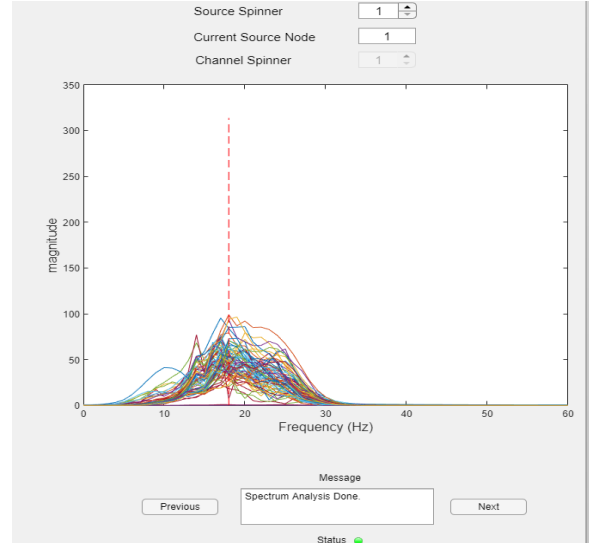 Source Spinner 1
Current Source Node 1
Channel Spinner 1
350
300
250
200
150
100
50
0
magnitude
0 10 20 30 40 50 60
Frequency (Hz)
Message
Previous Spectrum Analysis Done. Next
Status